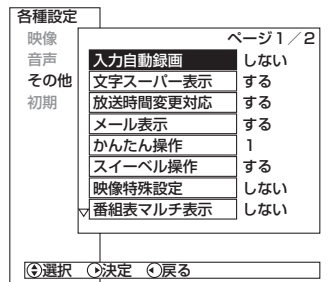 各種設定
映像
音声
その他
初期
ページ1／2
入力自動録画 しない
文字スーパー表示 する
放送時間変更対応 する
メール表示 する
かんたん操作 1
スイーベル操作 する
映像特殊設定 しない
番組表マルチ表示 しない
選択 決定 戻る